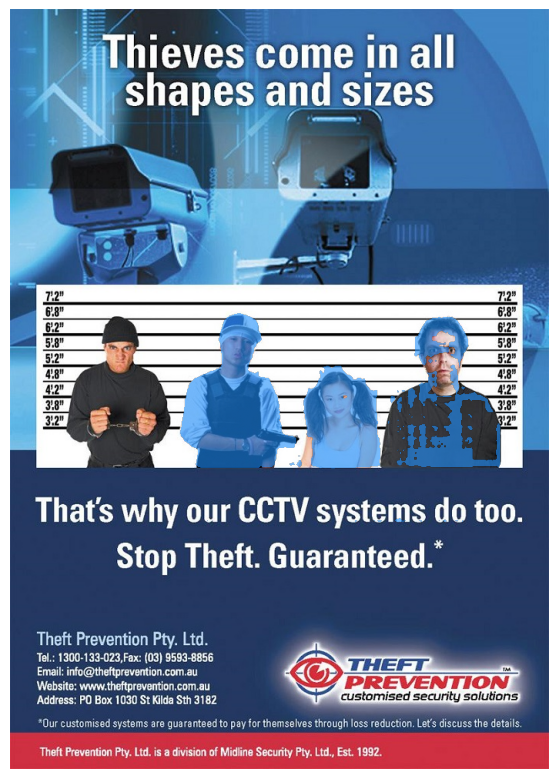 Thieves come in all
shapes and sizes
7'.2" 7'.2"
6'.8" 6'.8"
6'.2" 6'.2"
5'.8" 5'.8"
5'.2" 5'.2"
4'.8" 4'.8"
4'.2" 4'.2"
3'.8" 3'.8"
3'.2" 3'.2"
That's why our CCTV systems do too.
Stop Theft. Guaranteed.*
Theft Prevention Pty. Ltd.
Tel.: 1300-133-023,Fax: (03) 9593-8856
Email: info@theftprevention.com.au
Website: www.theftprevention.com.au
Address: PO Box 1030 St Kilda Sth 3182
THEFT
PREVENTION TM
customised security solutions
*Our customised systems are guaranteed to pay for themselves through loss reduction. Let's discuss the details.
Theft Prevention Pty. Ltd. is a division of Midline Security Pty. Ltd., Est. 1992.